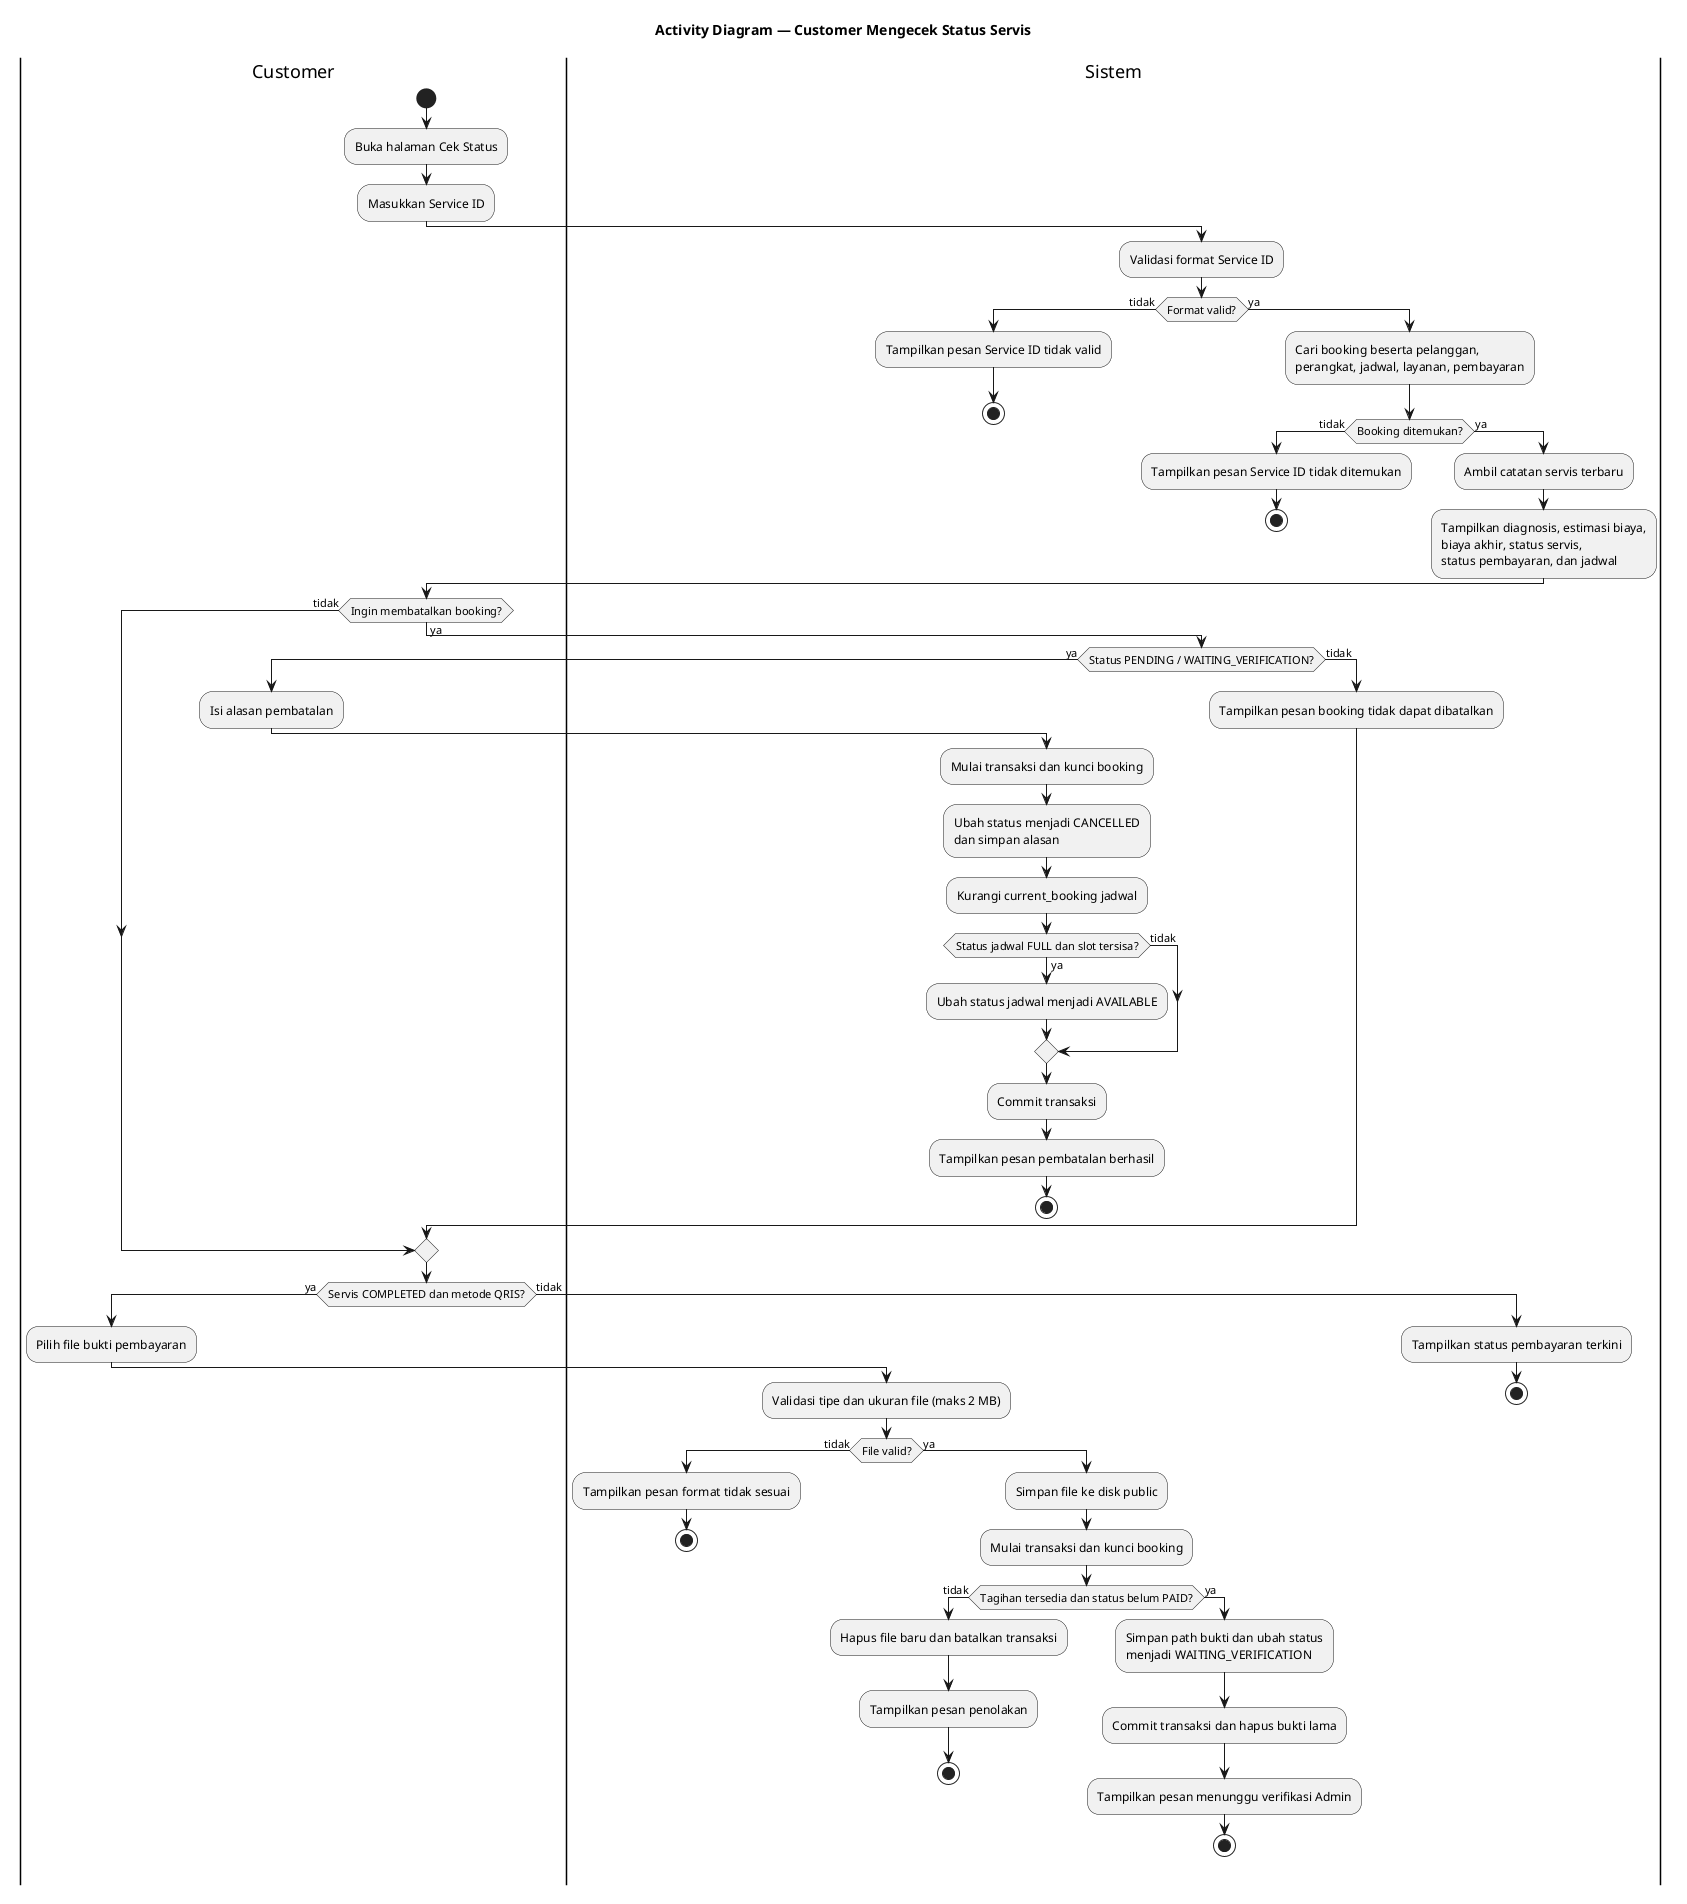 Activity Diagram — Customer Mengecek Status Servis
Customer
Sistem
Buka halaman Cek Status
Masukkan Service ID
Validasi format Service ID
tidak
Format valid?
ya
Tampilkan pesan Service ID tidak valid
Cari booking beserta pelanggan,
perangkat, jadwal, layanan, pembayaran
tidak
Booking ditemukan?
ya
Tampilkan pesan Service ID tidak ditemukan
Ambil catatan servis terbaru
Tampilkan diagnosis, estimasi biaya,
biaya akhir, status servis,
status pembayaran, dan jadwal
tidak
Ingin membatalkan booking?
ya
ya
Status PENDING / WAITING_VERIFICATION?
tidak
Isi alasan pembatalan
Tampilkan pesan booking tidak dapat dibatalkan
Mulai transaksi dan kunci booking
Ubah status menjadi CANCELLED
dan simpan alasan
Kurangi current_booking jadwal
Status jadwal FULL dan slot tersisa?
tidak
ya
Ubah status jadwal menjadi AVAILABLE
Commit transaksi
Tampilkan pesan pembatalan berhasil
ya
Servis COMPLETED dan metode QRIS?
tidak
Pilih file bukti pembayaran
Tampilkan status pembayaran terkini
Validasi tipe dan ukuran file (maks 2 MB)
tidak
File valid?
ya
Tampilkan pesan format tidak sesuai
Simpan file ke disk public
Mulai transaksi dan kunci booking
tidak
Tagihan tersedia dan status belum PAID?
ya
Hapus file baru dan batalkan transaksi
Simpan path bukti dan ubah status
menjadi WAITING_VERIFICATION
Tampilkan pesan penolakan
Commit transaksi dan hapus bukti lama
Tampilkan pesan menunggu verifikasi Admin